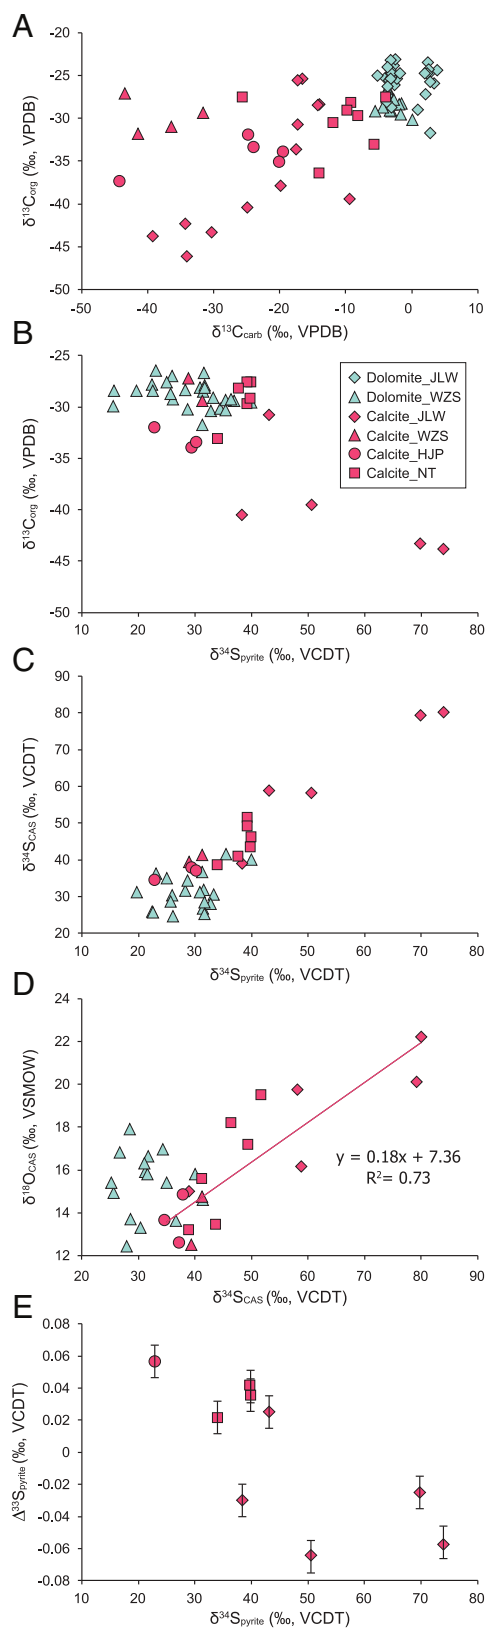 A
-20
-25
-30
-35
-40
-45
-50
δ¹³Corg (‰, VPDB)
-50 -40 -30 -20 -10 0 10
δ¹³Ccarb (‰, VPDB)
B
-25
-30
-35
-40
-45
-50
δ¹³Corg (‰, VPDB)
Dolomite_JLW
Dolomite_WZS
Calcite_JLW
Calcite_WZS
Calcite_HJP
Calcite_NT
10 20 30 40 50 60 70 80
δ³⁴Spyrite (‰, VCDT)
C
90
80
70
60
50
40
30
20
δ³⁴SCAS (‰, VCDT)
10 20 30 40 50 60 70 80
δ³⁴Spyrite (‰, VCDT)
D
24
22
20
18
16
14
12
δ¹⁸OCAS (‰, VSMOW)
y = 0.18x + 7.36
R²= 0.73
20 30 40 50 60 70 80 90
δ³⁴SCAS (‰, VCDT)
E
0.08
0.06
0.04
0.02
0
-0.02
-0.04
-0.06
-0.08
Δ³³Spyrite (‰, VCDT)
10 20 30 40 50 60 70 80
δ³⁴Spyrite (‰, VCDT)